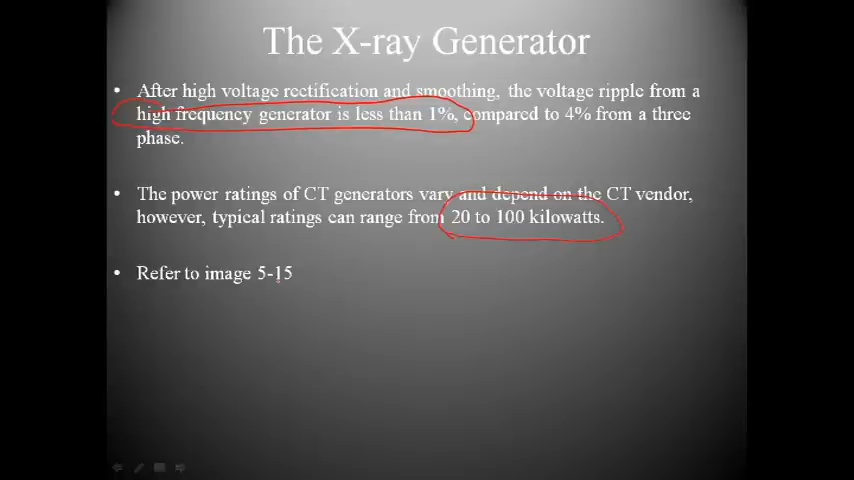 The X-ray Generator
• After high voltage rectification and smoothing, the voltage ripple from a
high frequency generator is less than 1%, compared to 4% from a three
phase.
• The power ratings of CT generators vary and depend on the CT vendor,
however, typical ratings can range from 20 to 100 kilowatts.
• Refer to image 5-15